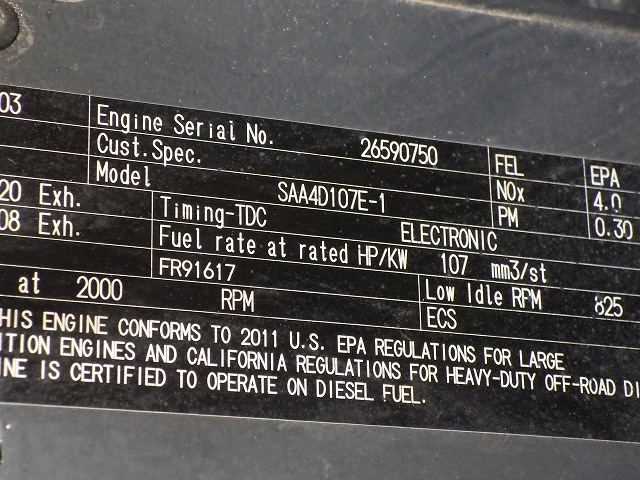 03 Engine Serial No. 26590750 FEL EPA
Cust.Spec. NOx 4.0
Model SAA4D107E-1 PM 0.30
20 Exh. Timing-TDC ELECTRONIC
08 Exh. Fuel rate at rated HP/KW 107 mm3/st
FR91617 Low Idle RPM 825
at 2000 RPM ECS
HIS ENGINE CONFORMS TO 2011 U.S. EPA REGULATIONS FOR LARGE
ITION ENGINES AND CALIFORNIA REGULATIONS FOR HEAVY-DUTY OFF-ROAD DI
INE IS CERTIFIED TO OPERATE ON DIESEL FUEL.